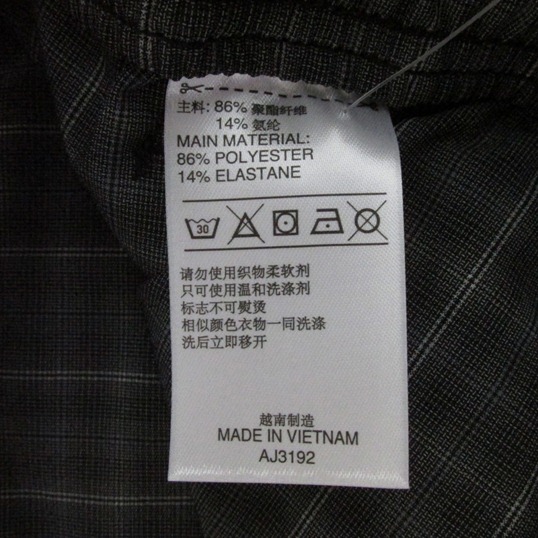 主料: 86% 聚酯纤维
14% 氨纶
MAIN MATERIAL:
86% POLYESTER
14% ELASTANE
30
请勿使用织物柔软剂
只可使用温和洗涤剂
标志不可熨烫
相似颜色衣物一同洗涤
洗后立即移开
越南制造
MADE IN VIETNAM
AJ3192